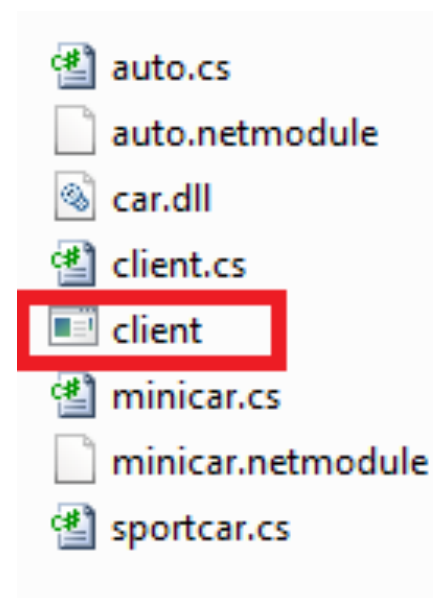 auto.cs
auto.netmodule
car.dll
client.cs
client
minicar.cs
minicar.netmodule
sportcar.cs